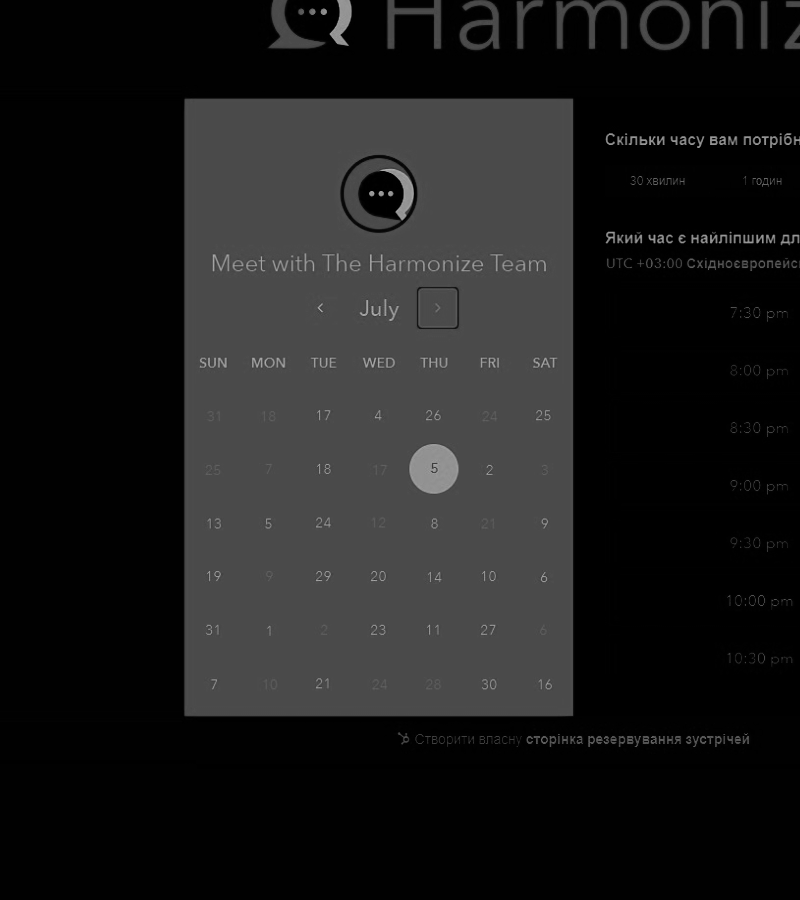 Harmoniz
Meet with The Harmonize Team
July
SUN MON TUE WED THU FRI SAT
31 18 17 4 26 24 25
25 7 18 17 5 2 3
13 5 24 12 8 21 9
19 9 29 20 14 10 6
31 1 2 23 11 27 6
7 10 21 24 28 30 16
Скільки часу вам потрібн
30 хвилин 1 годин
Який час є найліпшим дл
UTC +03:00 Східноєвропейсь
7:30 pm
8:00 pm
8:30 pm
9:00 pm
9:30 pm
10:00 pm
10:30 pm
Створити власну сторінка резервування зустрічей